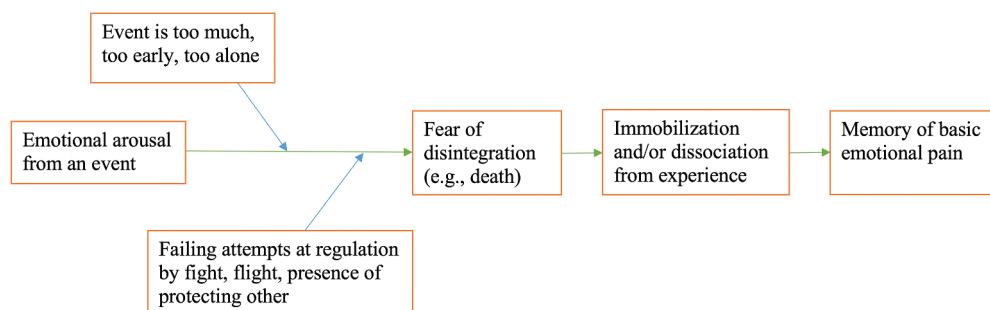 Event is too much,
too early, too alone
Emotional arousal
from an event
Fear of
disintegration
(e.g., death)
Immobilization
and/or dissociation
from experience
Memory of basic
emotional pain
Failing attempts at regulation
by fight, flight, presence of
protecting other